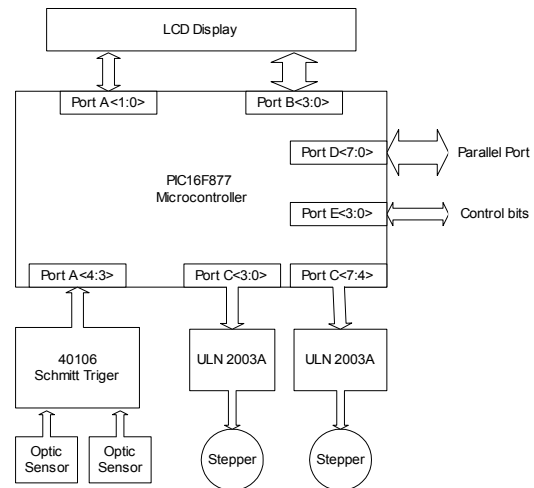 LCD Display
Port A<1:0>
Port B<3:0>
Port D<7:0>
Parallel Port
PIC16F877
Microcontroller
Port E<3:0>
Control bits
Port A<4:3>
Port C<3:0>
Port C<7:4>
40106
Schmitt Triger
ULN 2003A
ULN 2003A
Optic
Sensor
Optic
Sensor
Stepper
Stepper